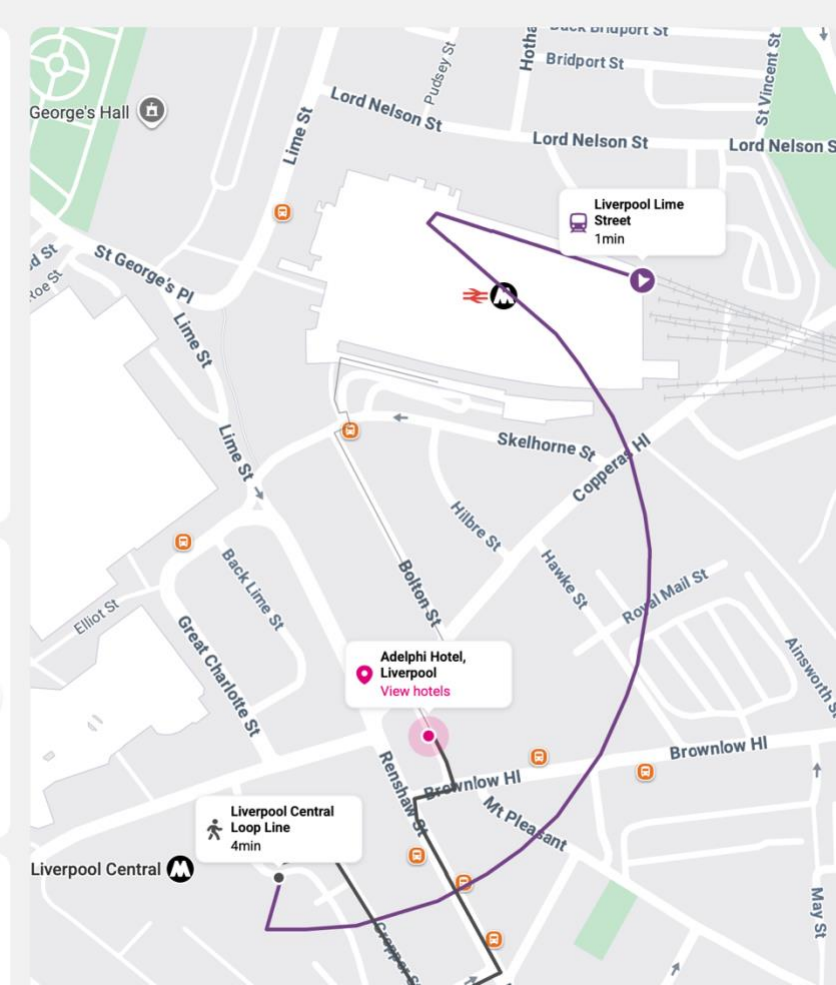 Back Bridport St
Bridport St
Pudsey St
St Vincent St
Lord Nelson St
Lime St
George's Hall
Lord Nelson St
Lord Nelson S
Liverpool Lime
Street
1min
St George's Pl
Roe St
Lime St
Lime St
Skelhorne St
Copperas Hl
Hilbre St
Hawke St
Royal Mail St
Back Lime St
Bolton St
Elliot St
Great Charlotte St
Ainsworth S
Adelphi Hotel,
Liverpool
View hotels
Brownlow Hl
Brownlow Hl
Renshaw St
Mt Pleasant
Liverpool Central
Loop Line
4min
Liverpool Central
May St
Cropper S